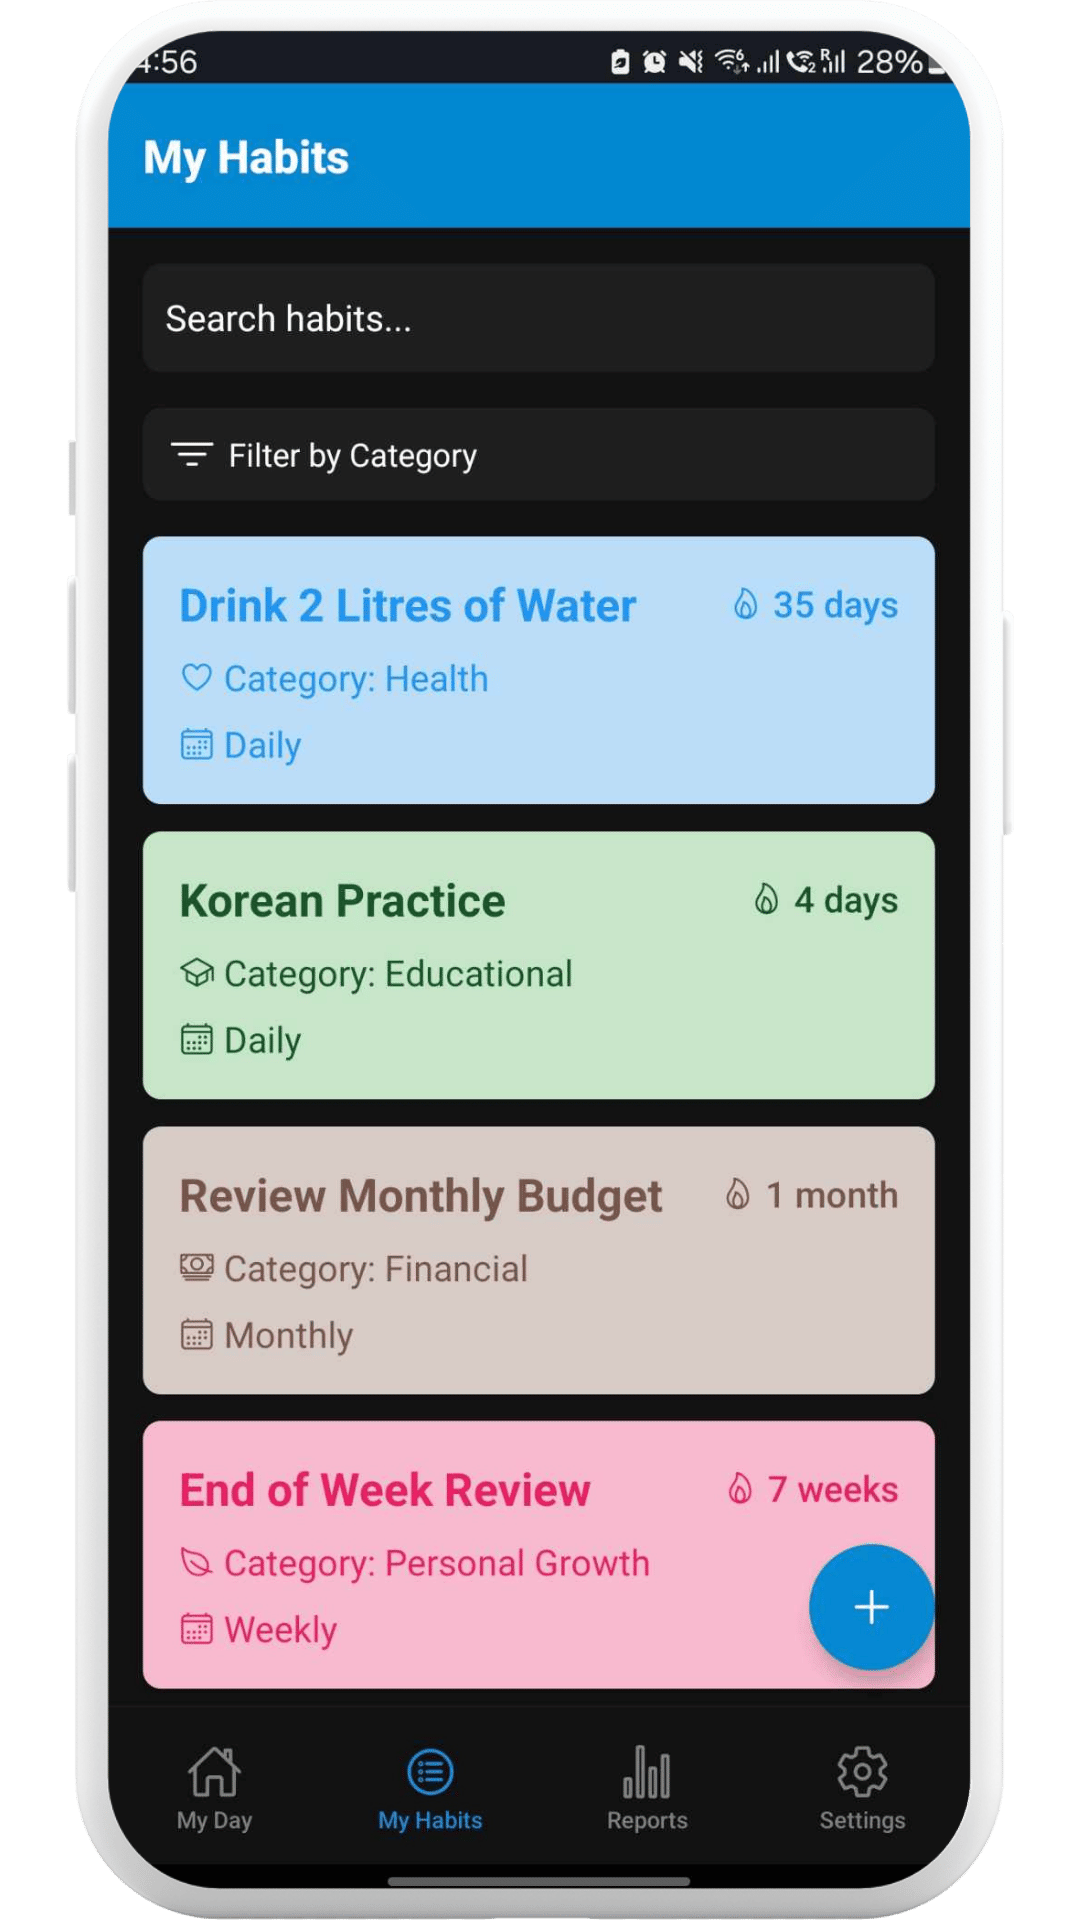 4:56 28%
My Habits
Search habits...
Filter by Category
Drink 2 Litres of Water 35 days
Category: Health
Daily
Korean Practice 4 days
Category: Educational
Daily
Review Monthly Budget 1 month
Category: Financial
Monthly
End of Week Review 7 weeks
Category: Personal Growth
Weekly
+
My Day My Habits Reports Settings